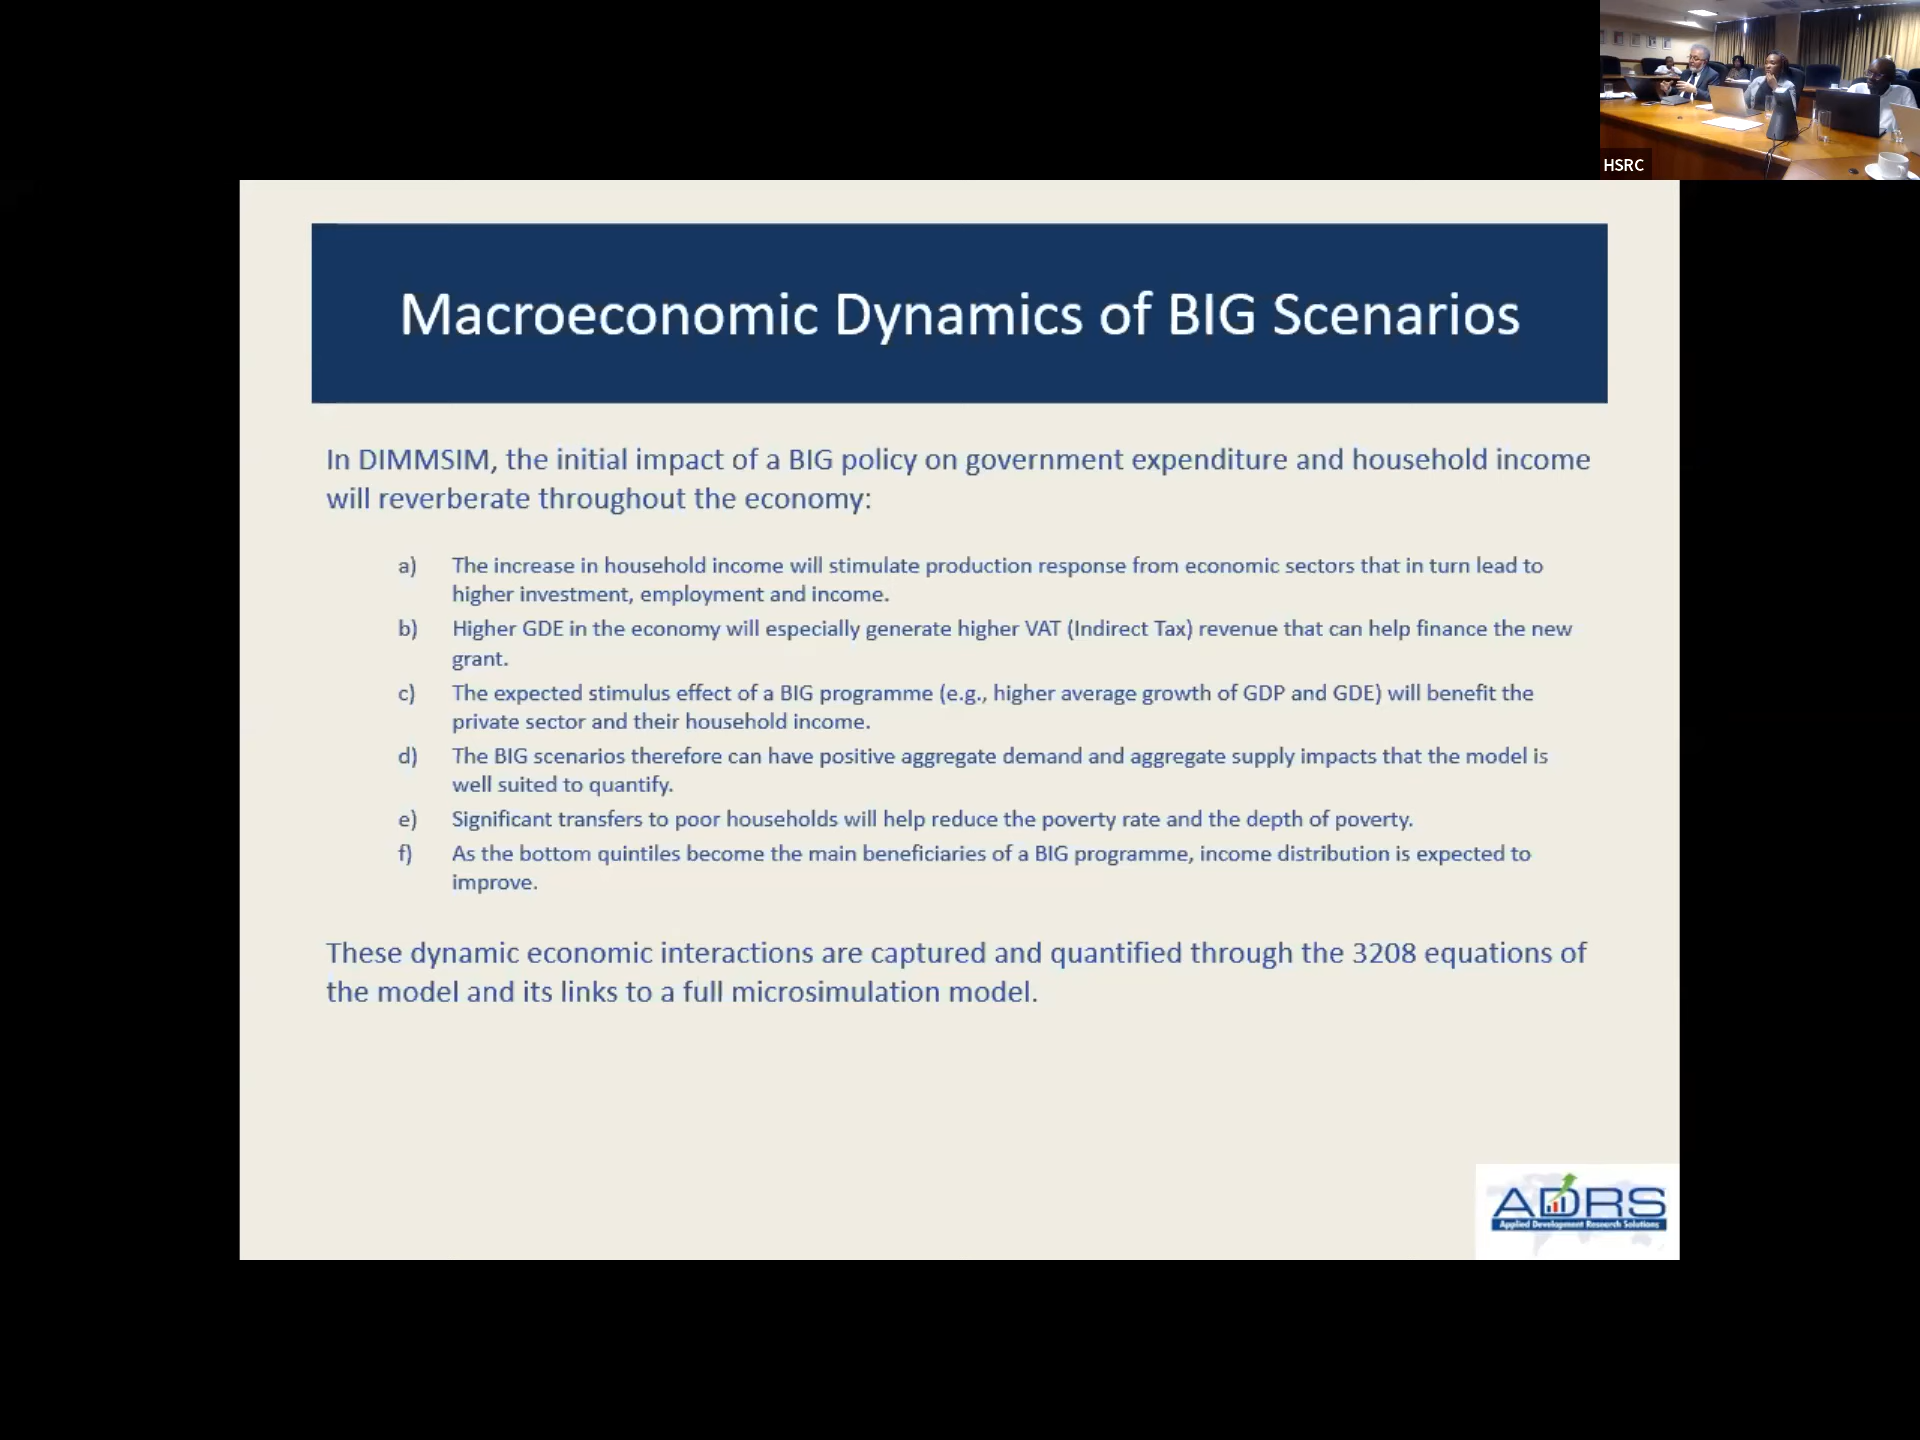 HSRC
Macroeconomic Dynamics of BIG Scenarios
In DIMMSIM, the initial impact of a BIG policy on government expenditure and household income
will reverberate throughout the economy:
a) The increase in household income will stimulate production response from economic sectors that in turn lead to
higher investment, employment and income.
b) Higher GDE in the economy will especially generate higher VAT (Indirect Tax) revenue that can help finance the new
grant.
c) The expected stimulus effect of a BIG programme (e.g., higher average growth of GDP and GDE) will benefit the
private sector and their household income.
d) The BIG scenarios therefore can have positive aggregate demand and aggregate supply impacts that the model is
well suited to quantify.
e) Significant transfers to poor households will help reduce the poverty rate and the depth of poverty.
f) As the bottom quintiles become the main beneficiaries of a BIG programme, income distribution is expected to
improve.
These dynamic economic interactions are captured and quantified through the 3208 equations of
the model and its links to a full microsimulation model.
ADRS
Applied Development Research Solutions